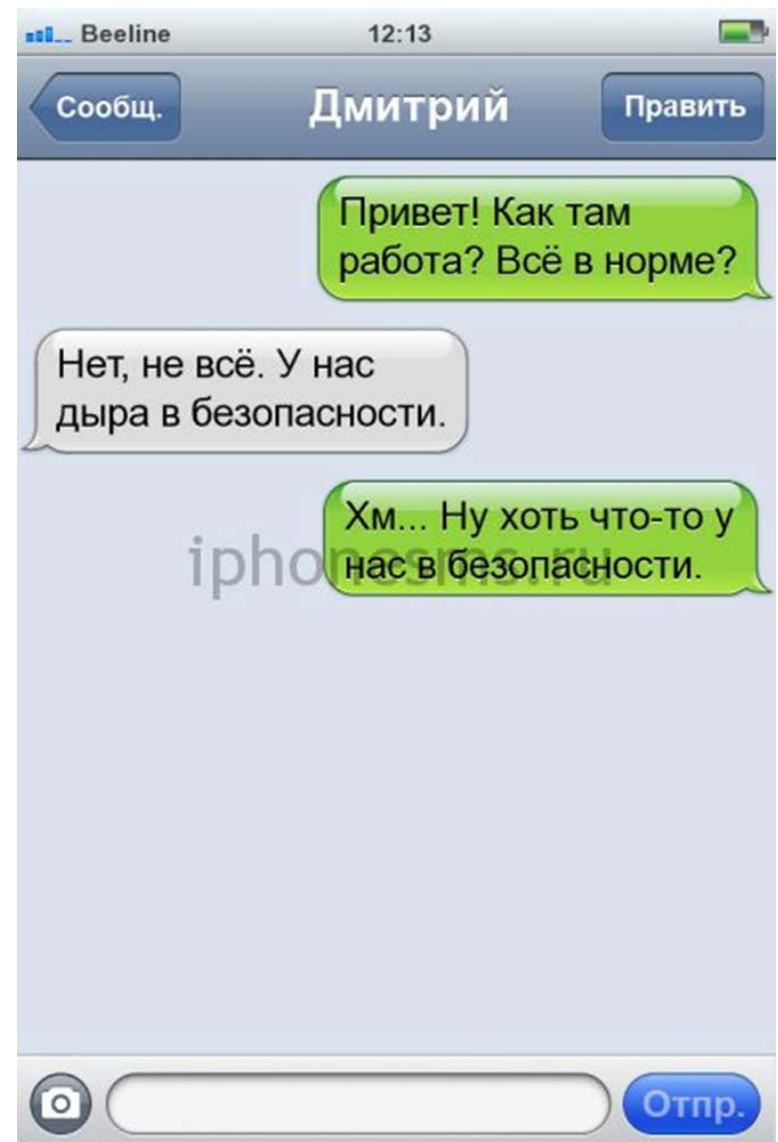 Beeline 12:13
Сообщ. Дмитрий Править
Привет! Как там
работа? Всё в норме?
Нет, не всё. У нас
дыра в безопасности.
Хм... Ну хоть что-то у
нас в безопасности.
iphonesms.ru
Отпр.